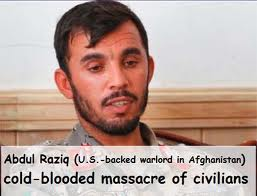 Abdul Raziq (U.S.-backed warlord in Afghanistan)
cold-blooded massacre of civilians